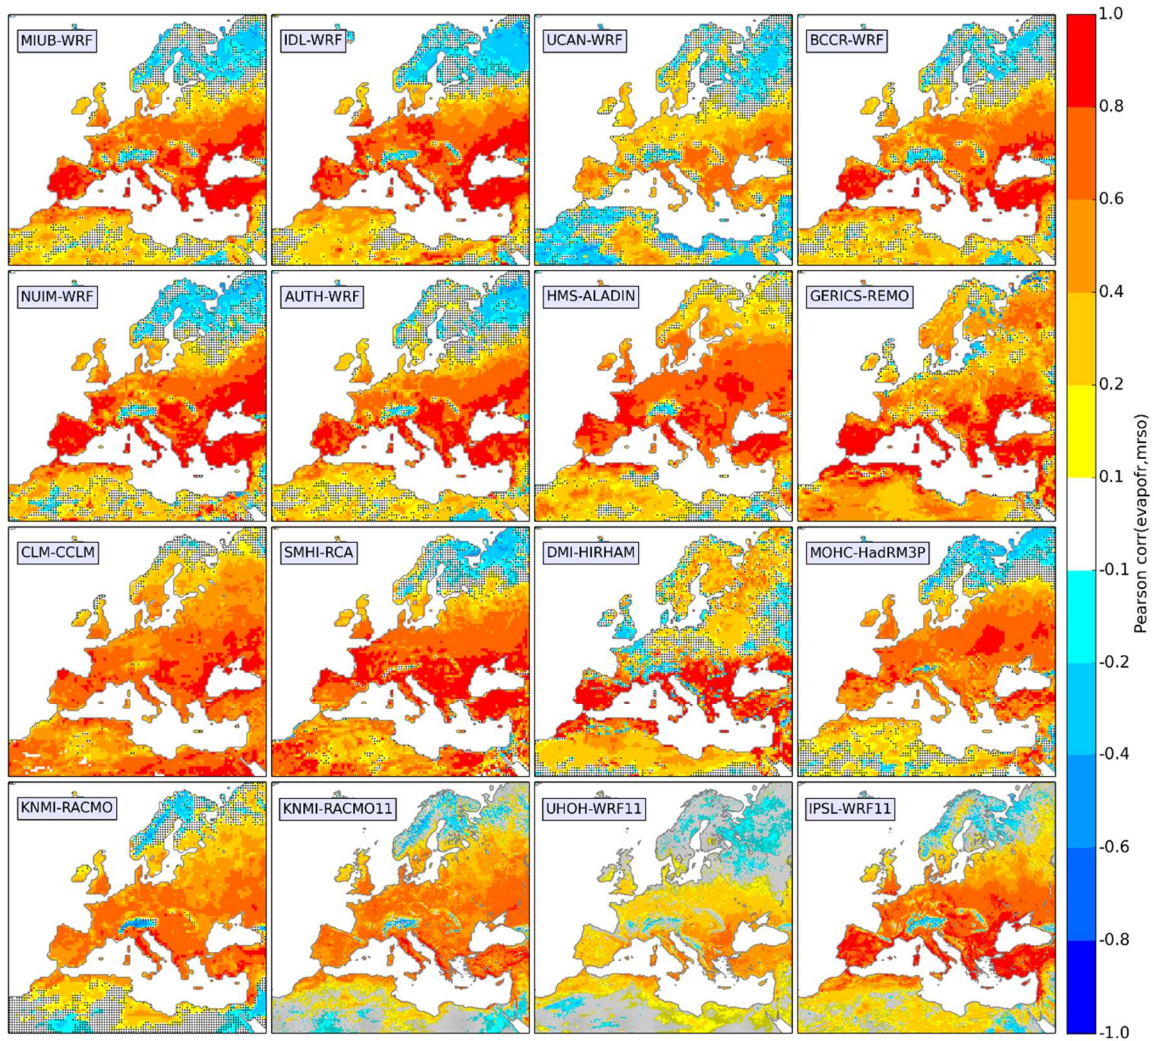 MIUB-WRF
IDL-WRF
UCAN-WRF
BCCR-WRF
NUIM-WRF
AUTH-WRF
HMS-ALADIN
GERICS-REMO
CLM-CCLM
SMHI-RCA
DMI-HIRHAM
MOHC-HadRM3P
KNMI-RACMO
KNMI-RACMO11
UHOH-WRF11
IPSL-WRF11
1.0
0.8
0.6
0.4
0.2
0.1
-0.1
-0.2
-0.4
-0.6
-0.8
-1.0
Pearson corr(evapofr,mrso)